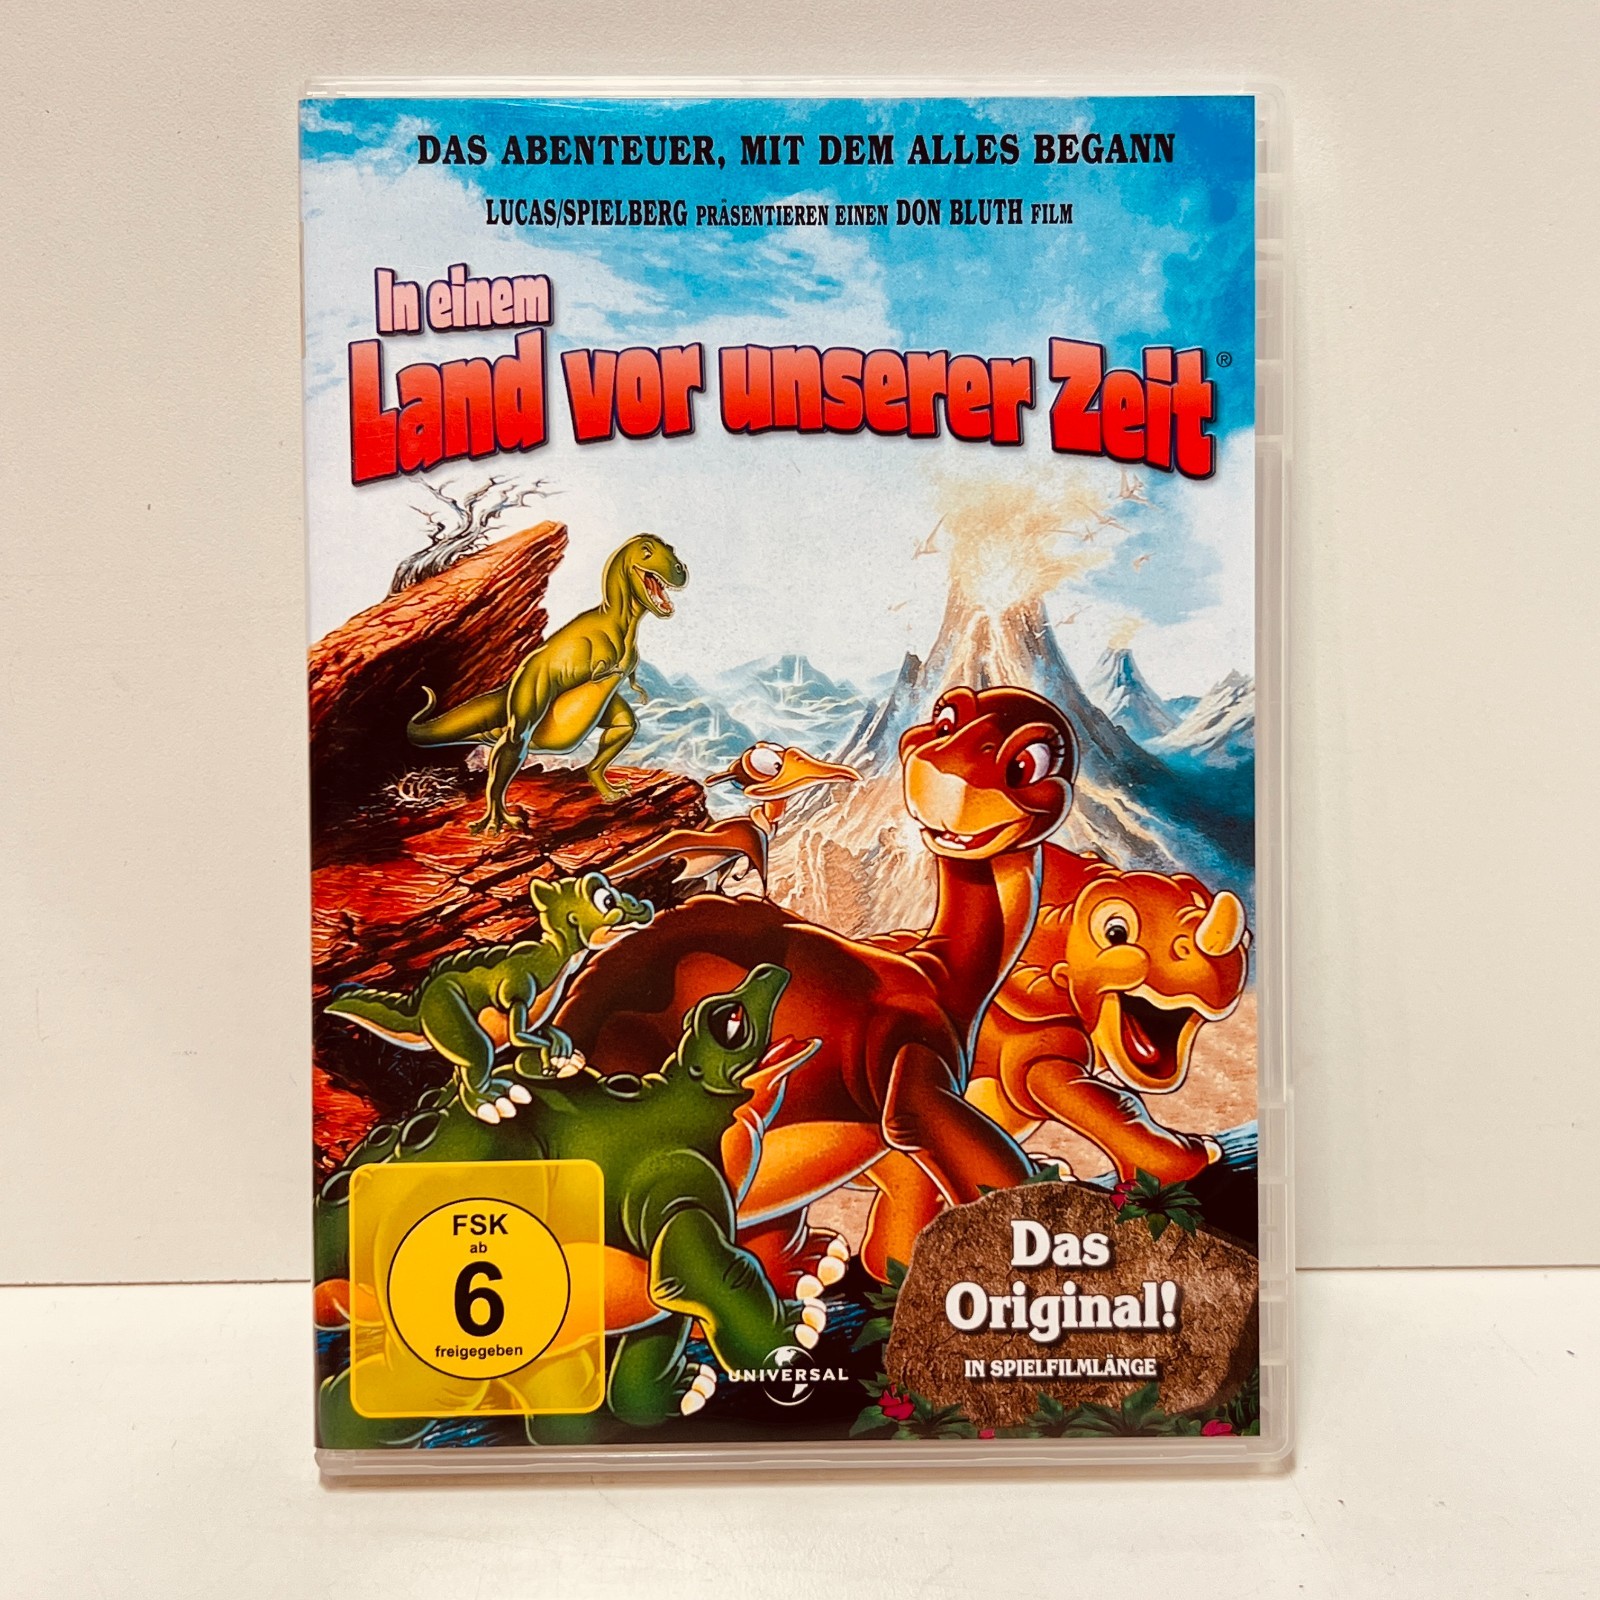 DAS ABENTEUER, MIT DEM ALLES BEGANN
LUCAS/SPIELBERG PRÄSENTIEREN EINEN DON BLUTH FILM
In einem
Land vor unserer Zeit®
FSK
ab
6
freigegeben
UNIVERSAL
Das
Original!
IN SPIELFILMLÄNGE